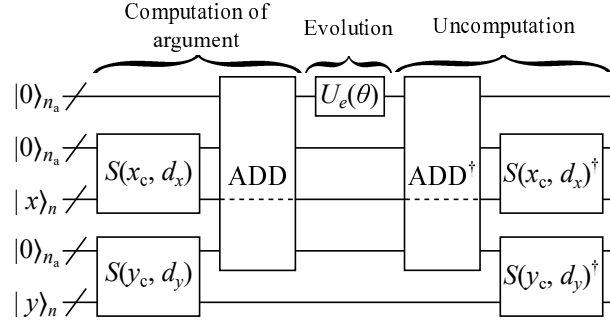 Computation of
argument
Evolution
Uncomputation
|0⟩ₙₐ
Uₑ(θ)
|0⟩ₙₐ
S(x_c, d_x)
ADD
ADD†
S(x_c, d_x)†
|x⟩ₙ
|0⟩ₙₐ
S(y_c, d_y)
S(y_c, d_y)†
|y⟩ₙ